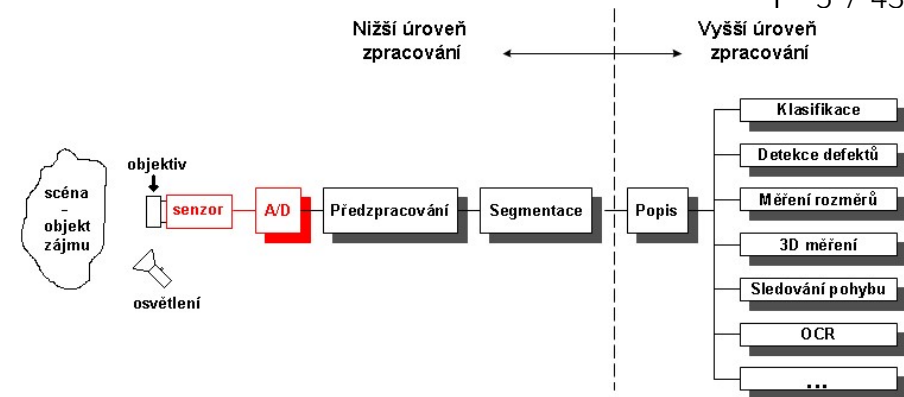 Nižší úroveň
zpracování
Vyšší úroveň
zpracování
scéna
-
objekt
zájmu
objektiv
osvětlení
senzor
A/D
Předzpracování
Segmentace
Popis
Klasifikace
Detekce defektů
Měření rozměrů
3D měření
Sledování pohybu
OCR
...